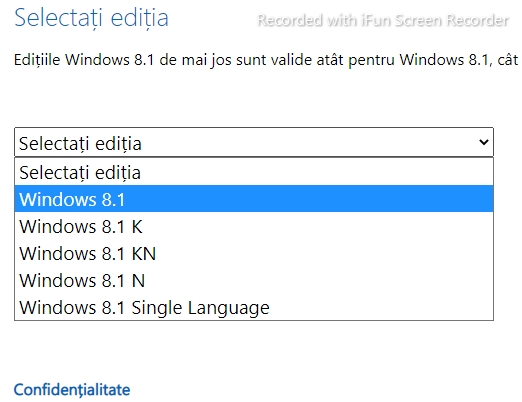 Selectați ediția
Recorded with iFun Screen Recorder
Edițiile Windows 8.1 de mai jos sunt valide atât pentru Windows 8.1, cât
Selectați ediția
Selectați ediția
Windows 8.1
Windows 8.1 K
Windows 8.1 KN
Windows 8.1 N
Windows 8.1 Single Language
Confidențialitate